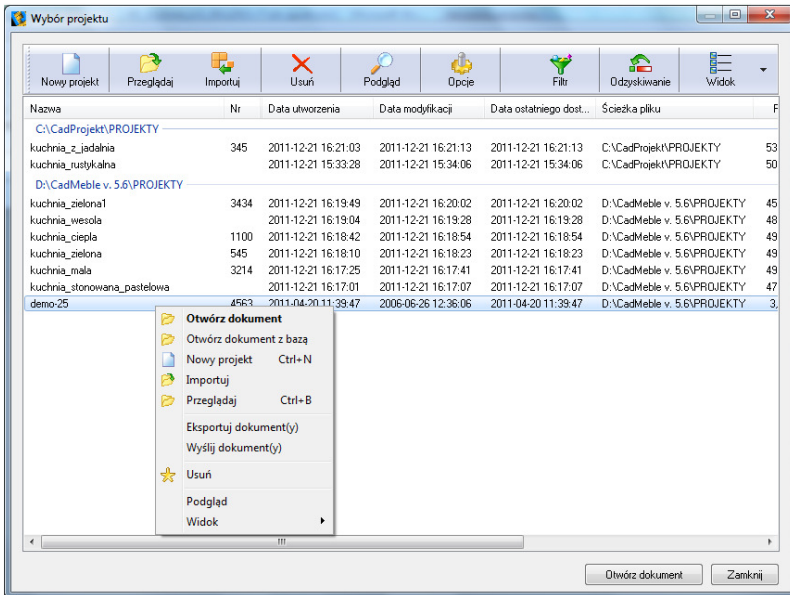 Wybór projektu
Nowy projekt Przeglądaj Importuj Usuń Podgląd Opcje Filtr Odzyskiwanie Widok
Nazwa Nr Data utworzenia Data modyfikacji Data ostatniego dost... Ścieżka pliku
C:\CadProjekt\PROJEKTY
kuchnia_z_jadalnia 345 2011-12-21 16:21:03 2011-12-21 16:21:13 2011-12-21 16:21:13 C:\CadProjekt\PROJEKTY 53
kuchnia_rustykalna 2011-12-21 15:33:28 2011-12-21 15:34:06 2011-12-21 15:34:06 C:\CadProjekt\PROJEKTY 50
D:\CadMeble v. 5.6\PROJEKTY
kuchnia_zielona1 3434 2011-12-21 16:19:49 2011-12-21 16:20:02 2011-12-21 16:20:02 D:\CadMeble v. 5.6\PROJEKTY 45
kuchnia_wesola 2011-12-21 16:19:04 2011-12-21 16:19:28 2011-12-21 16:19:28 D:\CadMeble v. 5.6\PROJEKTY 48
kuchnia_ciepla 1100 2011-12-21 16:18:42 2011-12-21 16:18:54 2011-12-21 16:18:54 D:\CadMeble v. 5.6\PROJEKTY 49
kuchnia_zielona 545 2011-12-21 16:18:10 2011-12-21 16:18:23 2011-12-21 16:18:23 D:\CadMeble v. 5.6\PROJEKTY 49
kuchnia_mala 3214 2011-12-21 16:17:25 2011-12-21 16:17:41 2011-12-21 16:17:41 D:\CadMeble v. 5.6\PROJEKTY 49
kuchnia_stonowana_pastelowa 2011-12-21 16:17:01 2011-12-21 16:17:07 2011-12-21 16:17:07 D:\CadMeble v. 5.6\PROJEKTY 47
demo-25 4563 2011-04-20 11:39:47 2006-06-26 12:36:06 2011-04-20 11:39:47 D:\CadMeble v. 5.6\PROJEKTY 3,
Otwórz dokument
Otwórz dokument z bazą
Nowy projekt Ctrl+N
Importuj
Przeglądaj Ctrl+B
Eksportuj dokument(y)
Wyślij dokument(y)
Usuń
Podgląd
Widok
Otwórz dokument Zamknij